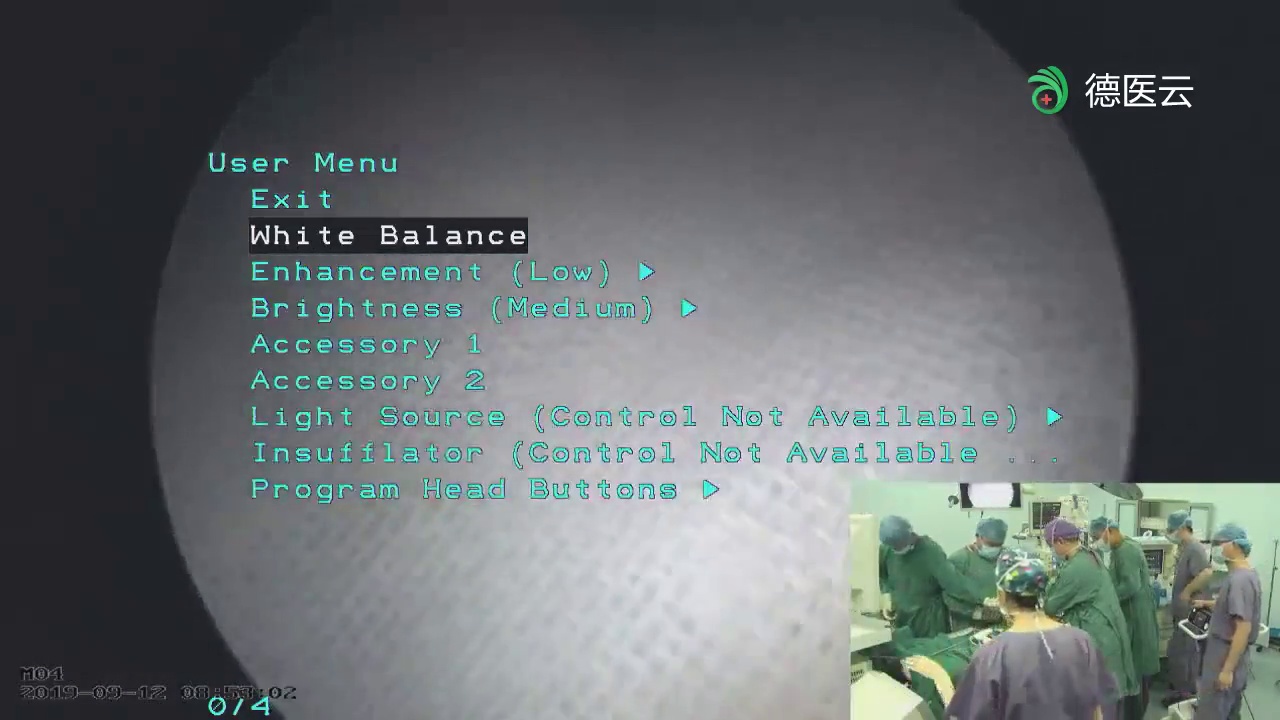 德医云
User Menu
Exit
White Balance
Enhancement (Low) ▶
Brightness (Medium) ▶
Accessory 1
Accessory 2
Light Source (Control Not Available) ▶
Insufflator (Control Not Available ...
Program Head Buttons ▶
M04
2019-09-12 08:53:02
0/4